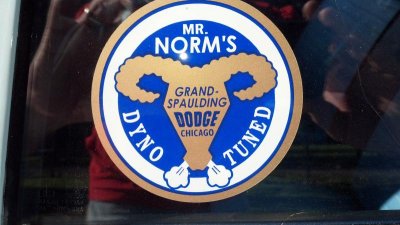 MR.
NORM'S
GRAND-
SPAULDING
DODGE
CHICAGO
DYNO
TUNED